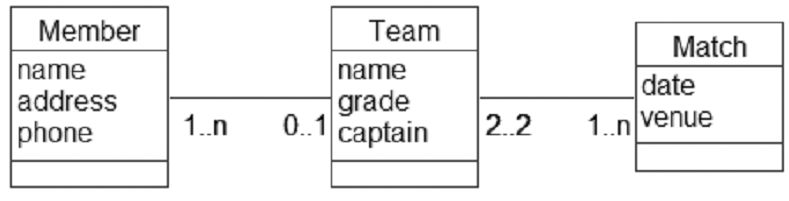 Member
name
address
phone
1..n
0..1
Team
name
grade
captain
2..2
1..n
Match
date
venue